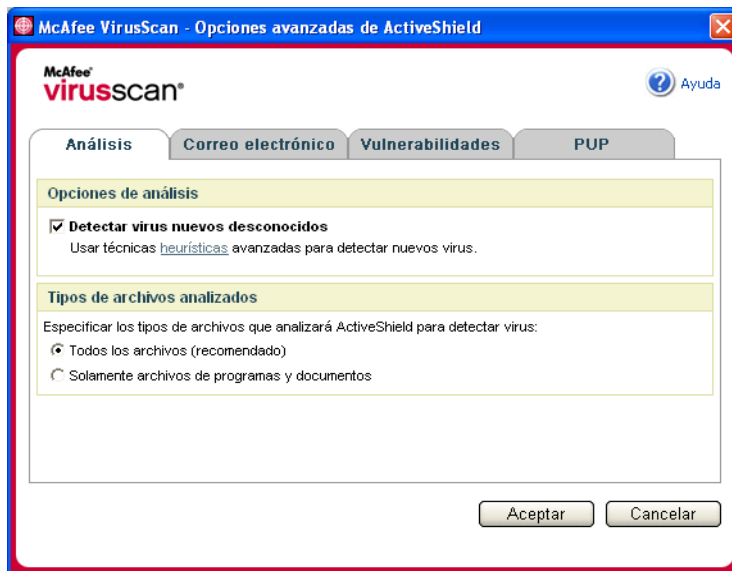 McAfee VirusScan - Opciones avanzadas de ActiveShield
McAfee®
virusscan®
? Ayuda
Análisis
Correo electrónico
Vulnerabilidades
PUP
Opciones de análisis
Detectar virus nuevos desconocidos
Usar técnicas heurísticas avanzadas para detectar nuevos virus.
Tipos de archivos analizados
Especificar los tipos de archivos que analizará ActiveShield para detectar virus:
Todos los archivos (recomendado)
Solamente archivos de programas y documentos
Aceptar
Cancelar